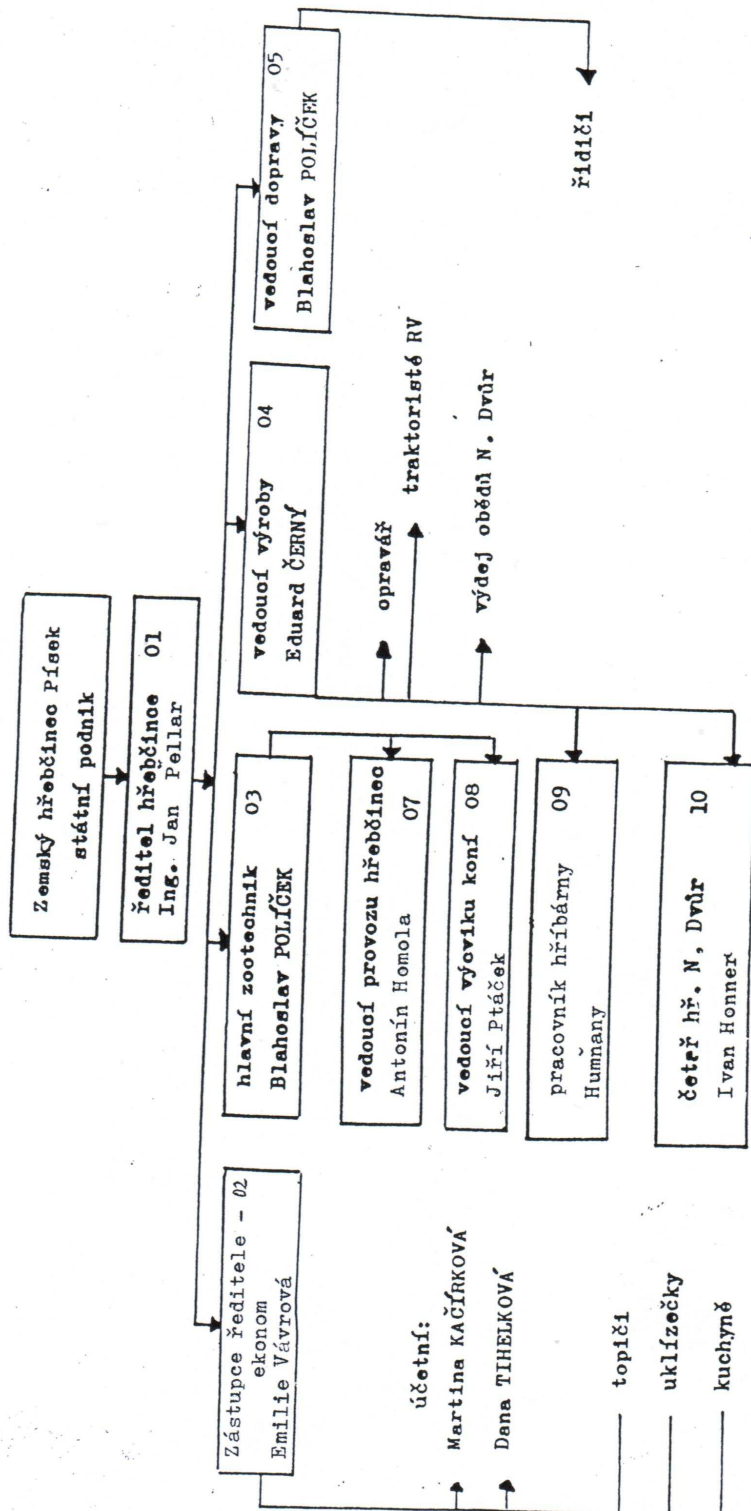 Zemský hřebčinec Písek
státní podnik
ředitel hřebčince 01
Ing. Jan Pellar
Zástupce ředitele - 02
ekonom
Emilie Vávrová
hlavní zootechnik 03
Blahoslav POLÍČEK
vedoucí výroby 04
Eduard ČERNÝ
vedoucí dopravy 05
Blahoslav POLÍČEK
účetní:
Martina KAČÍRKOVÁ
Dana TIHELKOVÁ
topiči
uklízečky
kuchyně
vedoucí provozu hřebčinec
Antonín Homola 07
vedoucí výcviku koní
Jiří Ptáček 08
pracovník hříbárny
Humňany 09
četař hř. N, Dvůr
Ivan Honner 10
opravář
traktoristé RV
výdej obědů N. Dvůr
řidiči